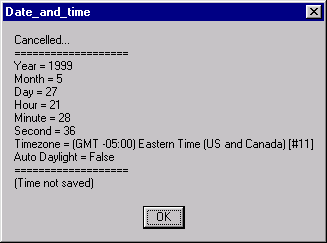 Date_and_time
Cancelled...
===================
Year = 1999
Month = 5
Day = 27
Hour = 21
Minute = 28
Second = 36
Timezone = (GMT -05:00) Eastern Time (US and Canada) [#11]
Auto Daylight = False
===================
(Time not saved)
OK